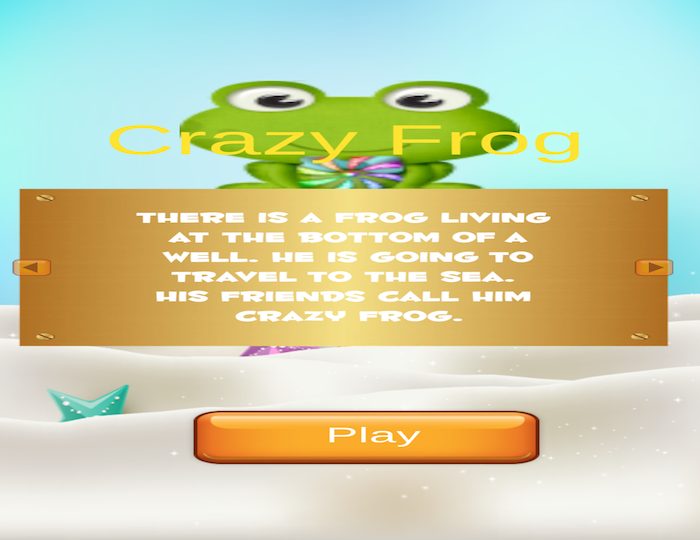 Crazy Frog
THERE IS A FROG LIVING
AT THE BOTTOM OF A
WELL. HE IS GOING TO
TRAVEL TO THE SEA.
HIS FRIENDS CALL HIM
CRAZY FROG.
Play